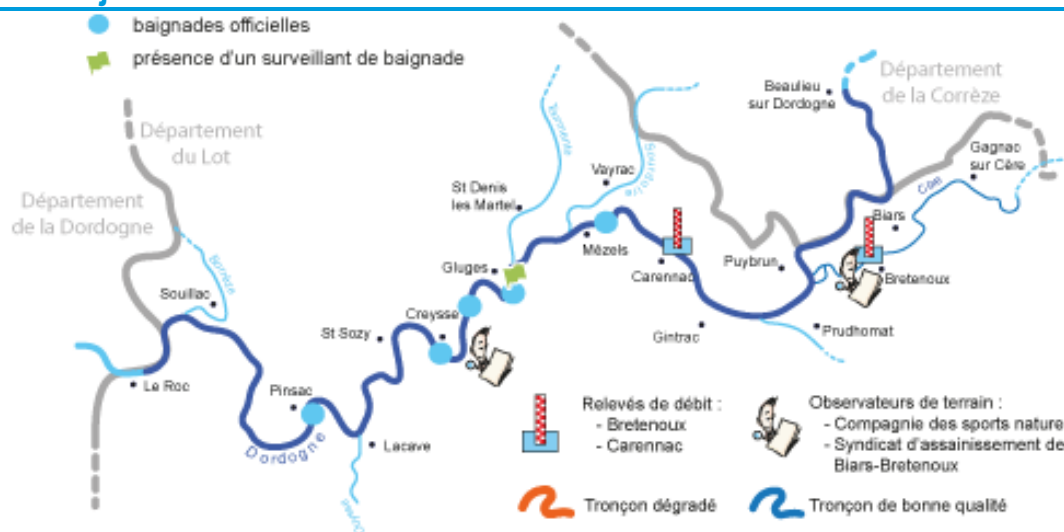 baignades officielles
présence d'un surveillant de baignade
Département
de la Corrèze
Beaulieu
sur Dordogne
Département
du Lot
Gagnac
sur Cère
Tourmente
Sourdoire
Vayrac
St Denis
les Martel
Cère
Département
de la Dordogne
Biars
Mézels
Borrèze
Gluges
Carennac
Puybrun
Bretenoux
Souillac
Creysse
St Sozy
Gintrac
Prudhomat
Le Roc
Pinsac
Lacave
Dordogne
Relevés de débit :
- Bretenoux
- Carennac
Observateurs de terrain :
- Compagnie des sports nature
- Syndicat d'assainissement de
Biars-Bretenoux
Tronçon dégradé
Tronçon de bonne qualité